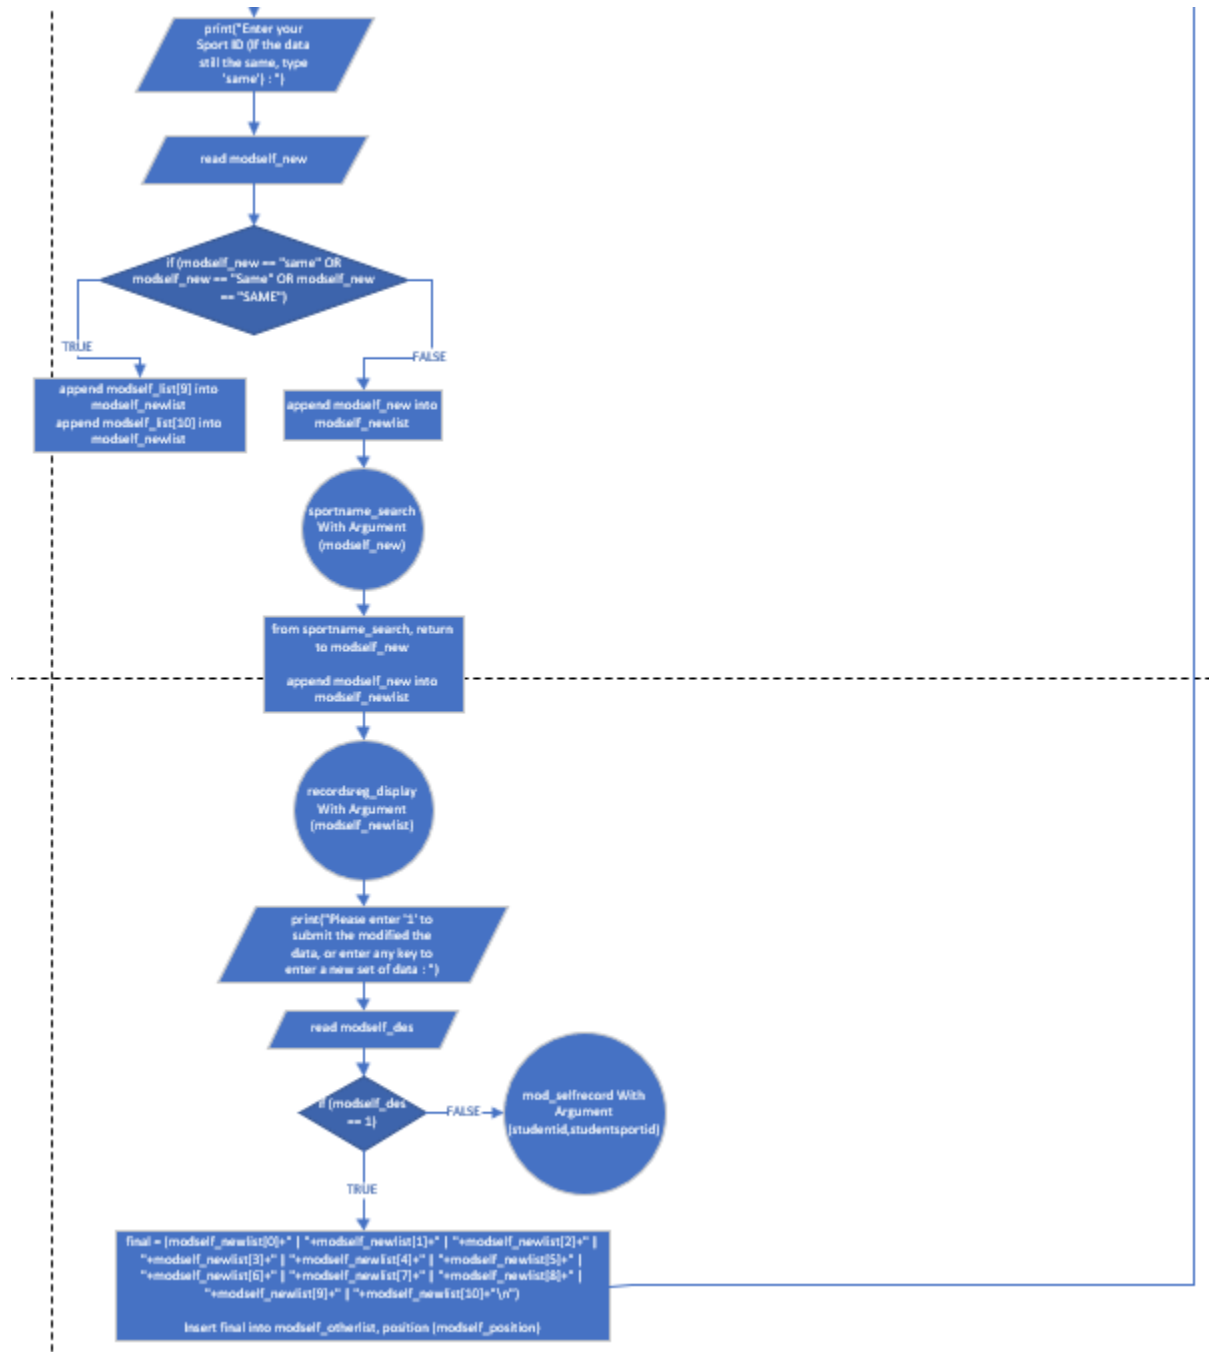 print("Enter your
Sport ID (If the data
still the same, type
'same') : ")
read modself_new
if (modself_new == "same" OR
modself_new == "Same" OR modself_new
== "SAME")
TRUE
FALSE
append modself_list[9] into
modself_newlist
append modself_list[10] into
modself_newlist
append modself_new into
modself_newlist
sportname_search
With Argument
(modself_new)
from sportname_search, return
to modself_new
append modself_new into
modself_newlist
recordsreg_display
With Argument
(modself_newlist)
print("Please enter '1' to
submit the modified the
data, or enter any key to
enter a new set of data : ")
read modself_des
if (modself_des
== 1)
FALSE
mod_selfrecord With
Argument
(studentid,studentsportid)
TRUE
final = (modself_newlist[0]+" | "+modself_newlist[1]+" | "+modself_newlist[2]+" ||
"+modself_newlist[3]+" | "+modself_newlist[4]+" || "+modself_newlist[5]+" |
"+modself_newlist[6]+" || "+modself_newlist[7]+" || "+modself_newlist[8]+" |
"+modself_newlist[9]+" || "+modself_newlist[10]+"\n")
Insert final into modself_otherlist, position (modself_position)